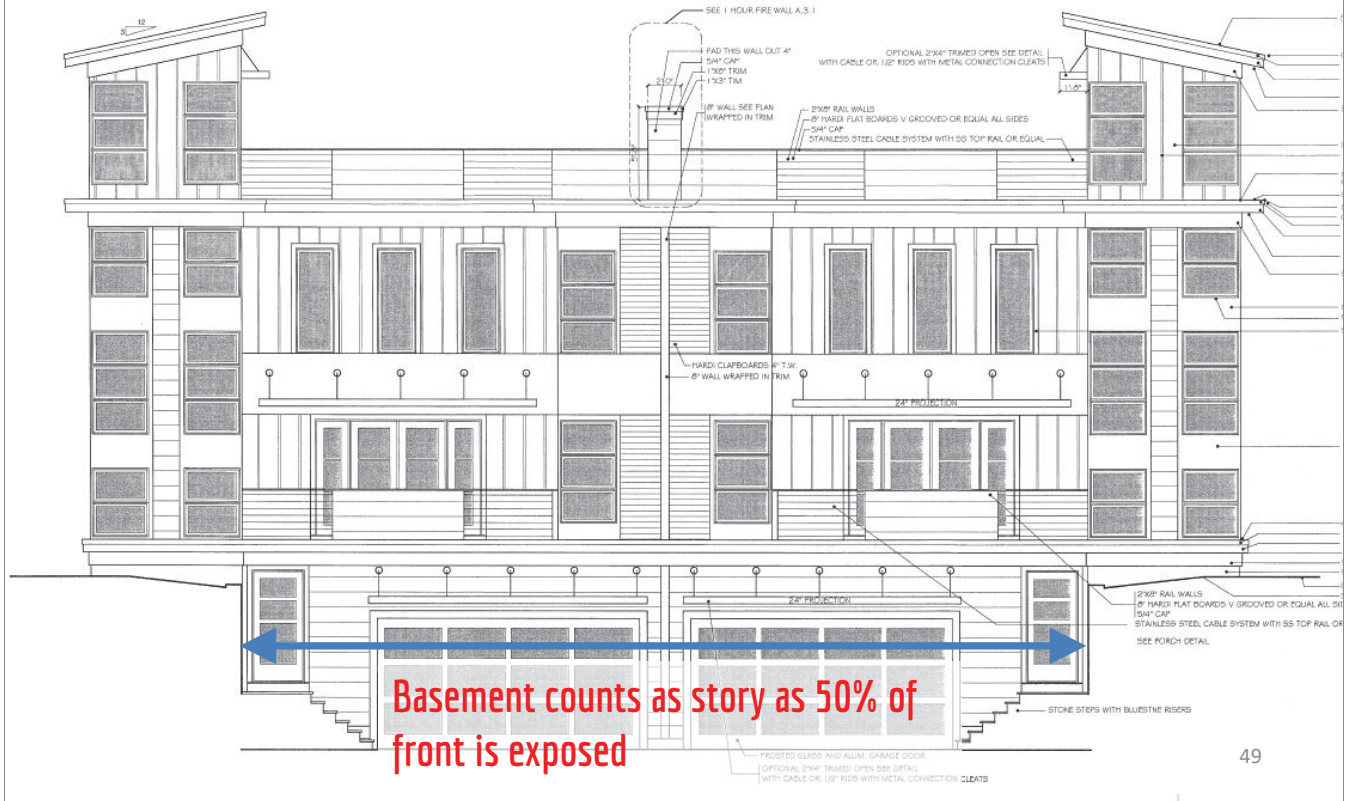 SEE 1 HOUR FIRE WALL A.3.1
12
3
PAD THIS WALL OUT 4"
5/4" CAP
1"X8" TRIM
1"X3" TIM
2'0"
OPTIONAL 2"X4" TRIMED OPEN SEE DETAIL
WITH CABLE OR 1/2" RIDS WITH METAL CONNECTION CLEATS
1'-8"
8" WALL SEE PLAN
WRAPPED IN TRIM
2"X8" RAIL WALLS
8" HARDI FLAT BOARDS V GROOVED OR EQUAL ALL SIDES
5/4" CAP
STAINLESS STEEL CABLE SYSTEM WITH SS TOP RAIL OR EQUAL
HARDI CLAPBOARDS 4" T.W.
8" WALL WRAPPED IN TRIM
24" PROJECTION
24" PROJECTION
2"X8" RAIL WALLS
8" HARDI FLAT BOARDS V GROOVED OR EQUAL ALL
5/4" CAP
STAINLESS STEEL CABLE SYSTEM WITH SS TOP RAIL OR
SEE PORCH DETAIL
Basement counts as story as 50% of
front is exposed
STONE STEPS WITH BLUESTNE RISERS
FROSTED GLASS AND ALUM. GARAGE DOOR
OPTIONAL 2"X4" TRIMED OPEN SEE DETAIL
WITH CABLE OR 1/2" RIDS WITH METAL CONNECTION CLEATS
49